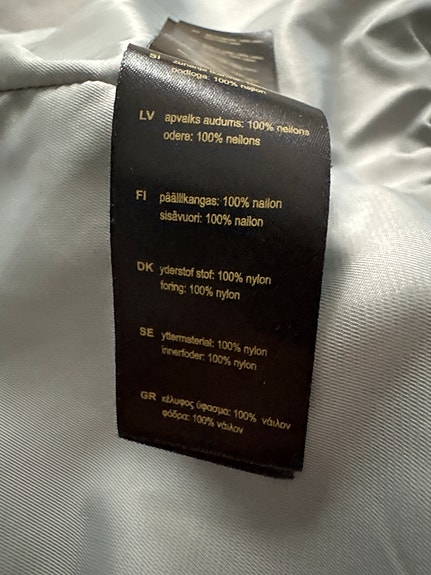 podloga: 100% najlon
LV apvalks audums: 100% neilons
odere: 100% neilons
FI päällikangas: 100% nailon
sisävuori: 100% nailon
DK yderstof stof: 100% nylon
foring: 100% nylon
SE yttermaterial: 100% nylon
innerfoder: 100% nylon
GR κέλυφος ύφασμα: 100% νάιλον
φόδρα: 100% νάιλον